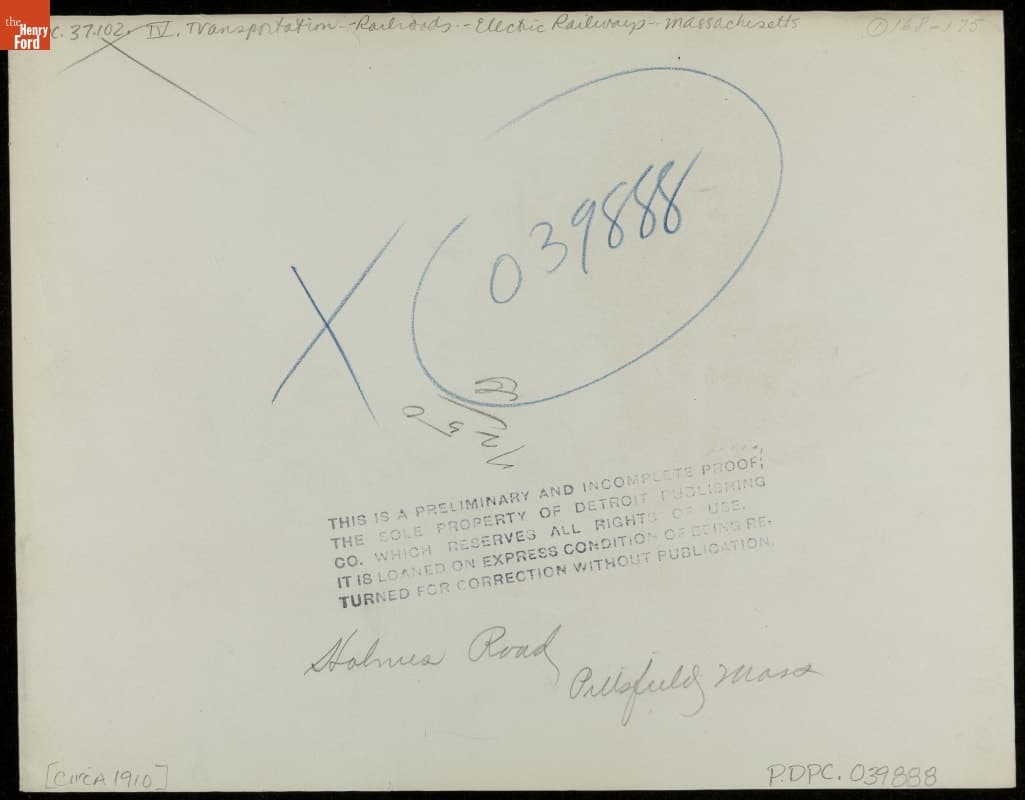 the
Henry
Ford
C. 37.102. IV. Transportation--Railroads--Electric Railways--Massachusetts
168-175
039888
X
THIS IS A PRELIMINARY AND INCOMPLETE PROOF;
THE SOLE PROPERTY OF DETROIT PUBLISHING
CO. WHICH RESERVES ALL RIGHTS OF USE.
IT IS LOANED ON EXPRESS CONDITION OF BEING RE-
TURNED FOR CORRECTION WITHOUT PUBLICATION.
Holmes Road
Pittsfield Mass
[CIRCA 1910]
P.DPC. 039888